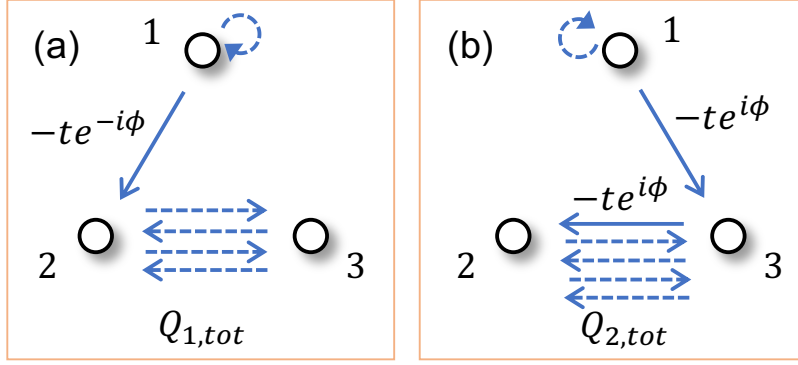 (a)
1
−te^{−iϕ}
2
3
Q_{1,tot}
(b)
1
−te^{iϕ}
−te^{iϕ}
2
3
Q_{2,tot}